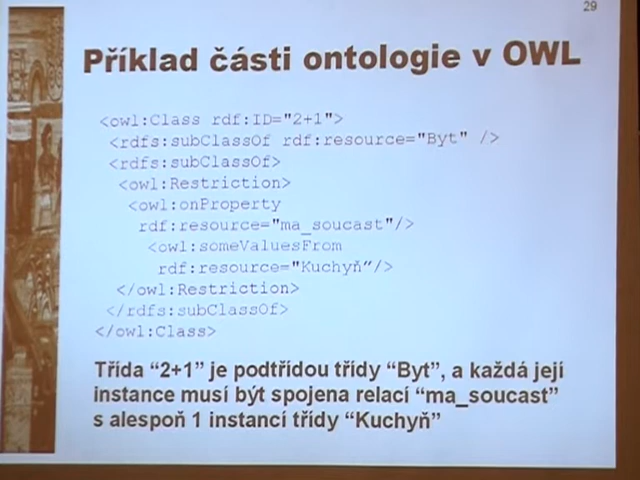 29
Příklad části ontologie v OWL
<owl:Class rdf:ID="2+1">
<rdfs:subClassOf rdf:resource="Byt" />
<rdfs:subClassOf>
<owl:Restriction>
<owl:onProperty
rdf:resource="ma_soucast"/>
<owl:someValuesFrom
rdf:resource="Kuchyň”/>
</owl:Restriction>
</rdfs:subClassOf>
</owl:Class>
Třída “2+1” je podtřídou třídy “Byt”, a každá její
instance musí být spojena relací “ma_soucast”
s alespoň 1 instancí třídy “Kuchyň”